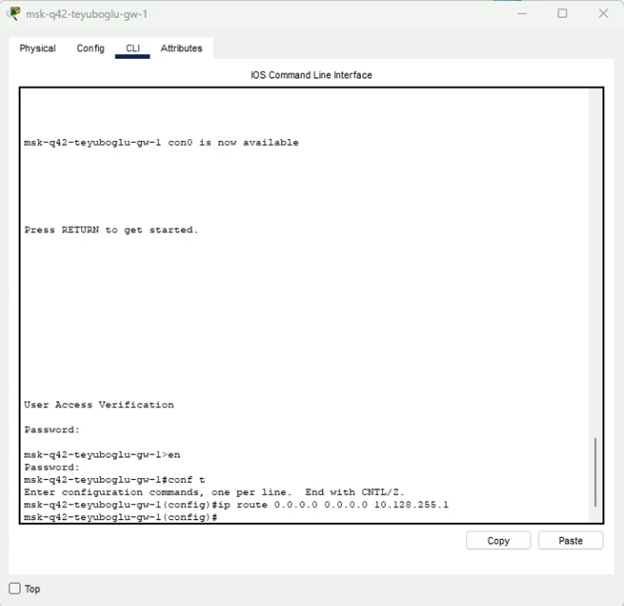 msk-q42-teyuboglu-gw-1
Physical Config CLI Attributes
IOS Command Line Interface
msk-q42-teyuboglu-gw-1 con0 is now available
Press RETURN to get started.
User Access Verification
Password:
msk-q42-teyuboglu-gw-1>en
Password:
msk-q42-teyuboglu-gw-1#conf t
Enter configuration commands, one per line.  End with CNTL/Z.
msk-q42-teyuboglu-gw-1(config)#ip route 0.0.0.0 0.0.0.0 10.128.255.1
msk-q42-teyuboglu-gw-1(config)#
Copy Paste
Top